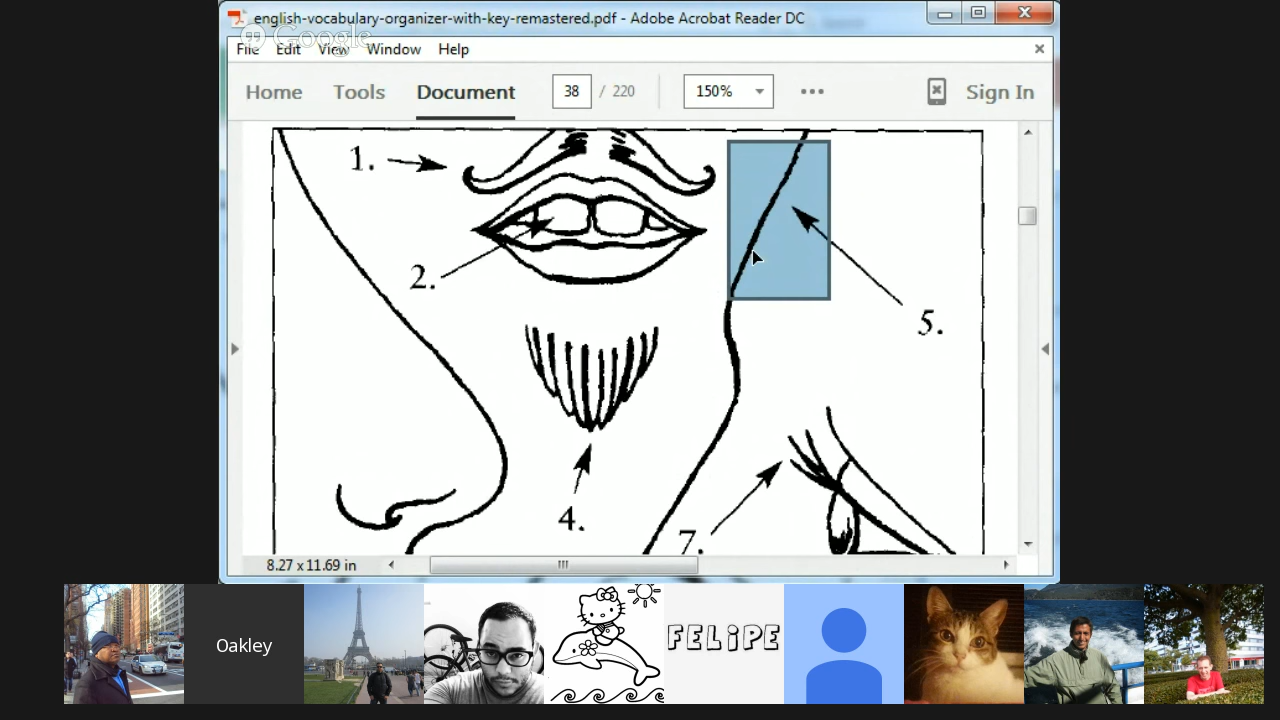 english-vocabulary-organizer-with-key-remastered.pdf - Adobe Acrobat Reader DC
Google
File Edit View Window Help
Home Tools Document 38 / 220 150% Sign In
1.
2.
5.
4.
7.
8.27 x 11.69 in
Oakley
FELiPE